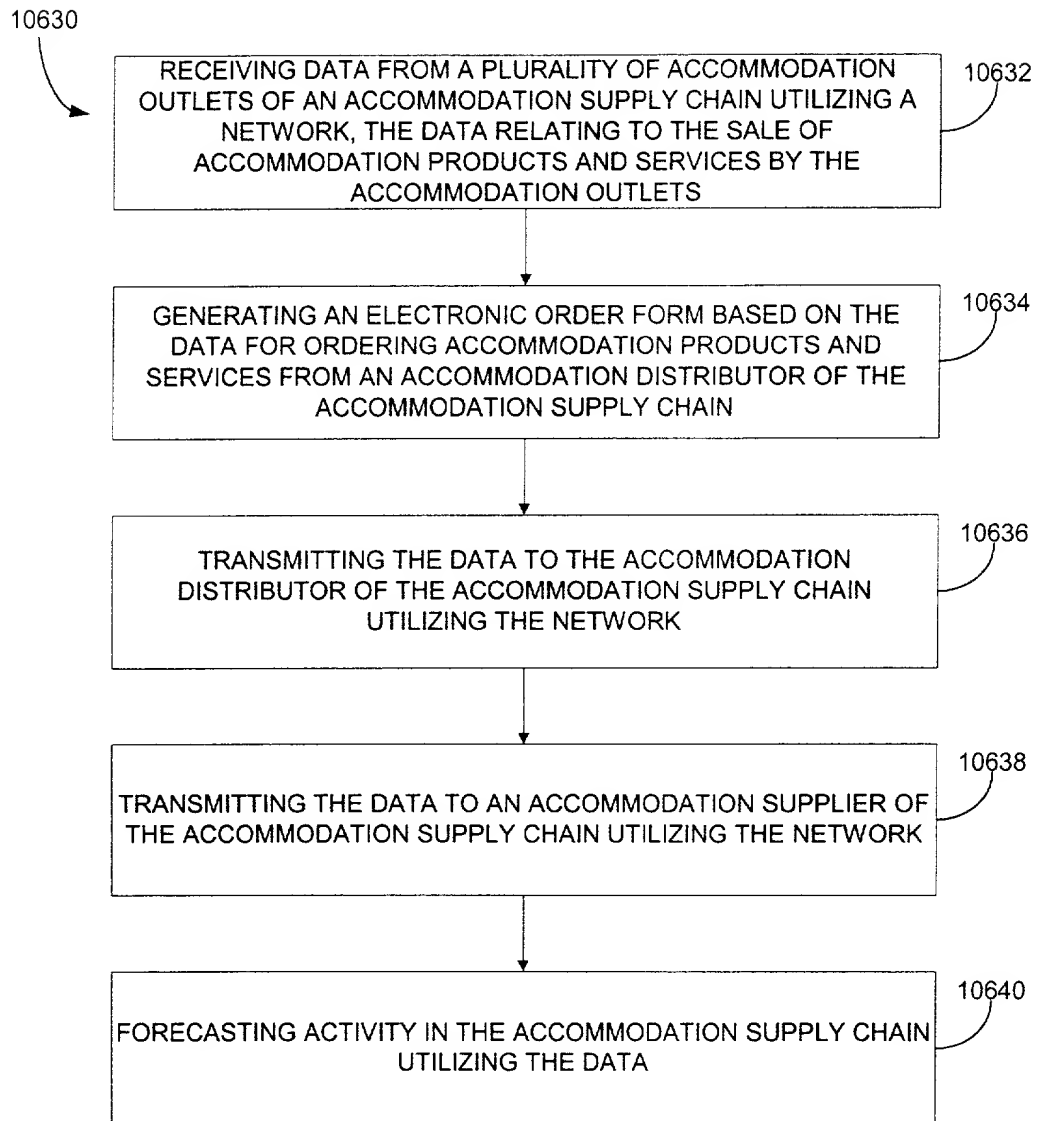 10630
RECEIVING DATA FROM A PLURALITY OF ACCOMMODATION
OUTLETS OF AN ACCOMMODATION SUPPLY CHAIN UTILIZING A
NETWORK, THE DATA RELATING TO THE SALE OF
ACCOMMODATION PRODUCTS AND SERVICES BY THE
ACCOMMODATION OUTLETS
10632
GENERATING AN ELECTRONIC ORDER FORM BASED ON THE
DATA FOR ORDERING ACCOMMODATION PRODUCTS AND
SERVICES FROM AN ACCOMMODATION DISTRIBUTOR OF THE
ACCOMMODATION SUPPLY CHAIN
10634
TRANSMITTING THE DATA TO THE ACCOMMODATION
DISTRIBUTOR OF THE ACCOMMODATION SUPPLY CHAIN
UTILIZING THE NETWORK
10636
TRANSMITTING THE DATA TO AN ACCOMMODATION SUPPLIER OF
THE ACCOMMODATION SUPPLY CHAIN UTILIZING THE NETWORK
10638
FORECASTING ACTIVITY IN THE ACCOMMODATION SUPPLY CHAIN
UTILIZING THE DATA
10640